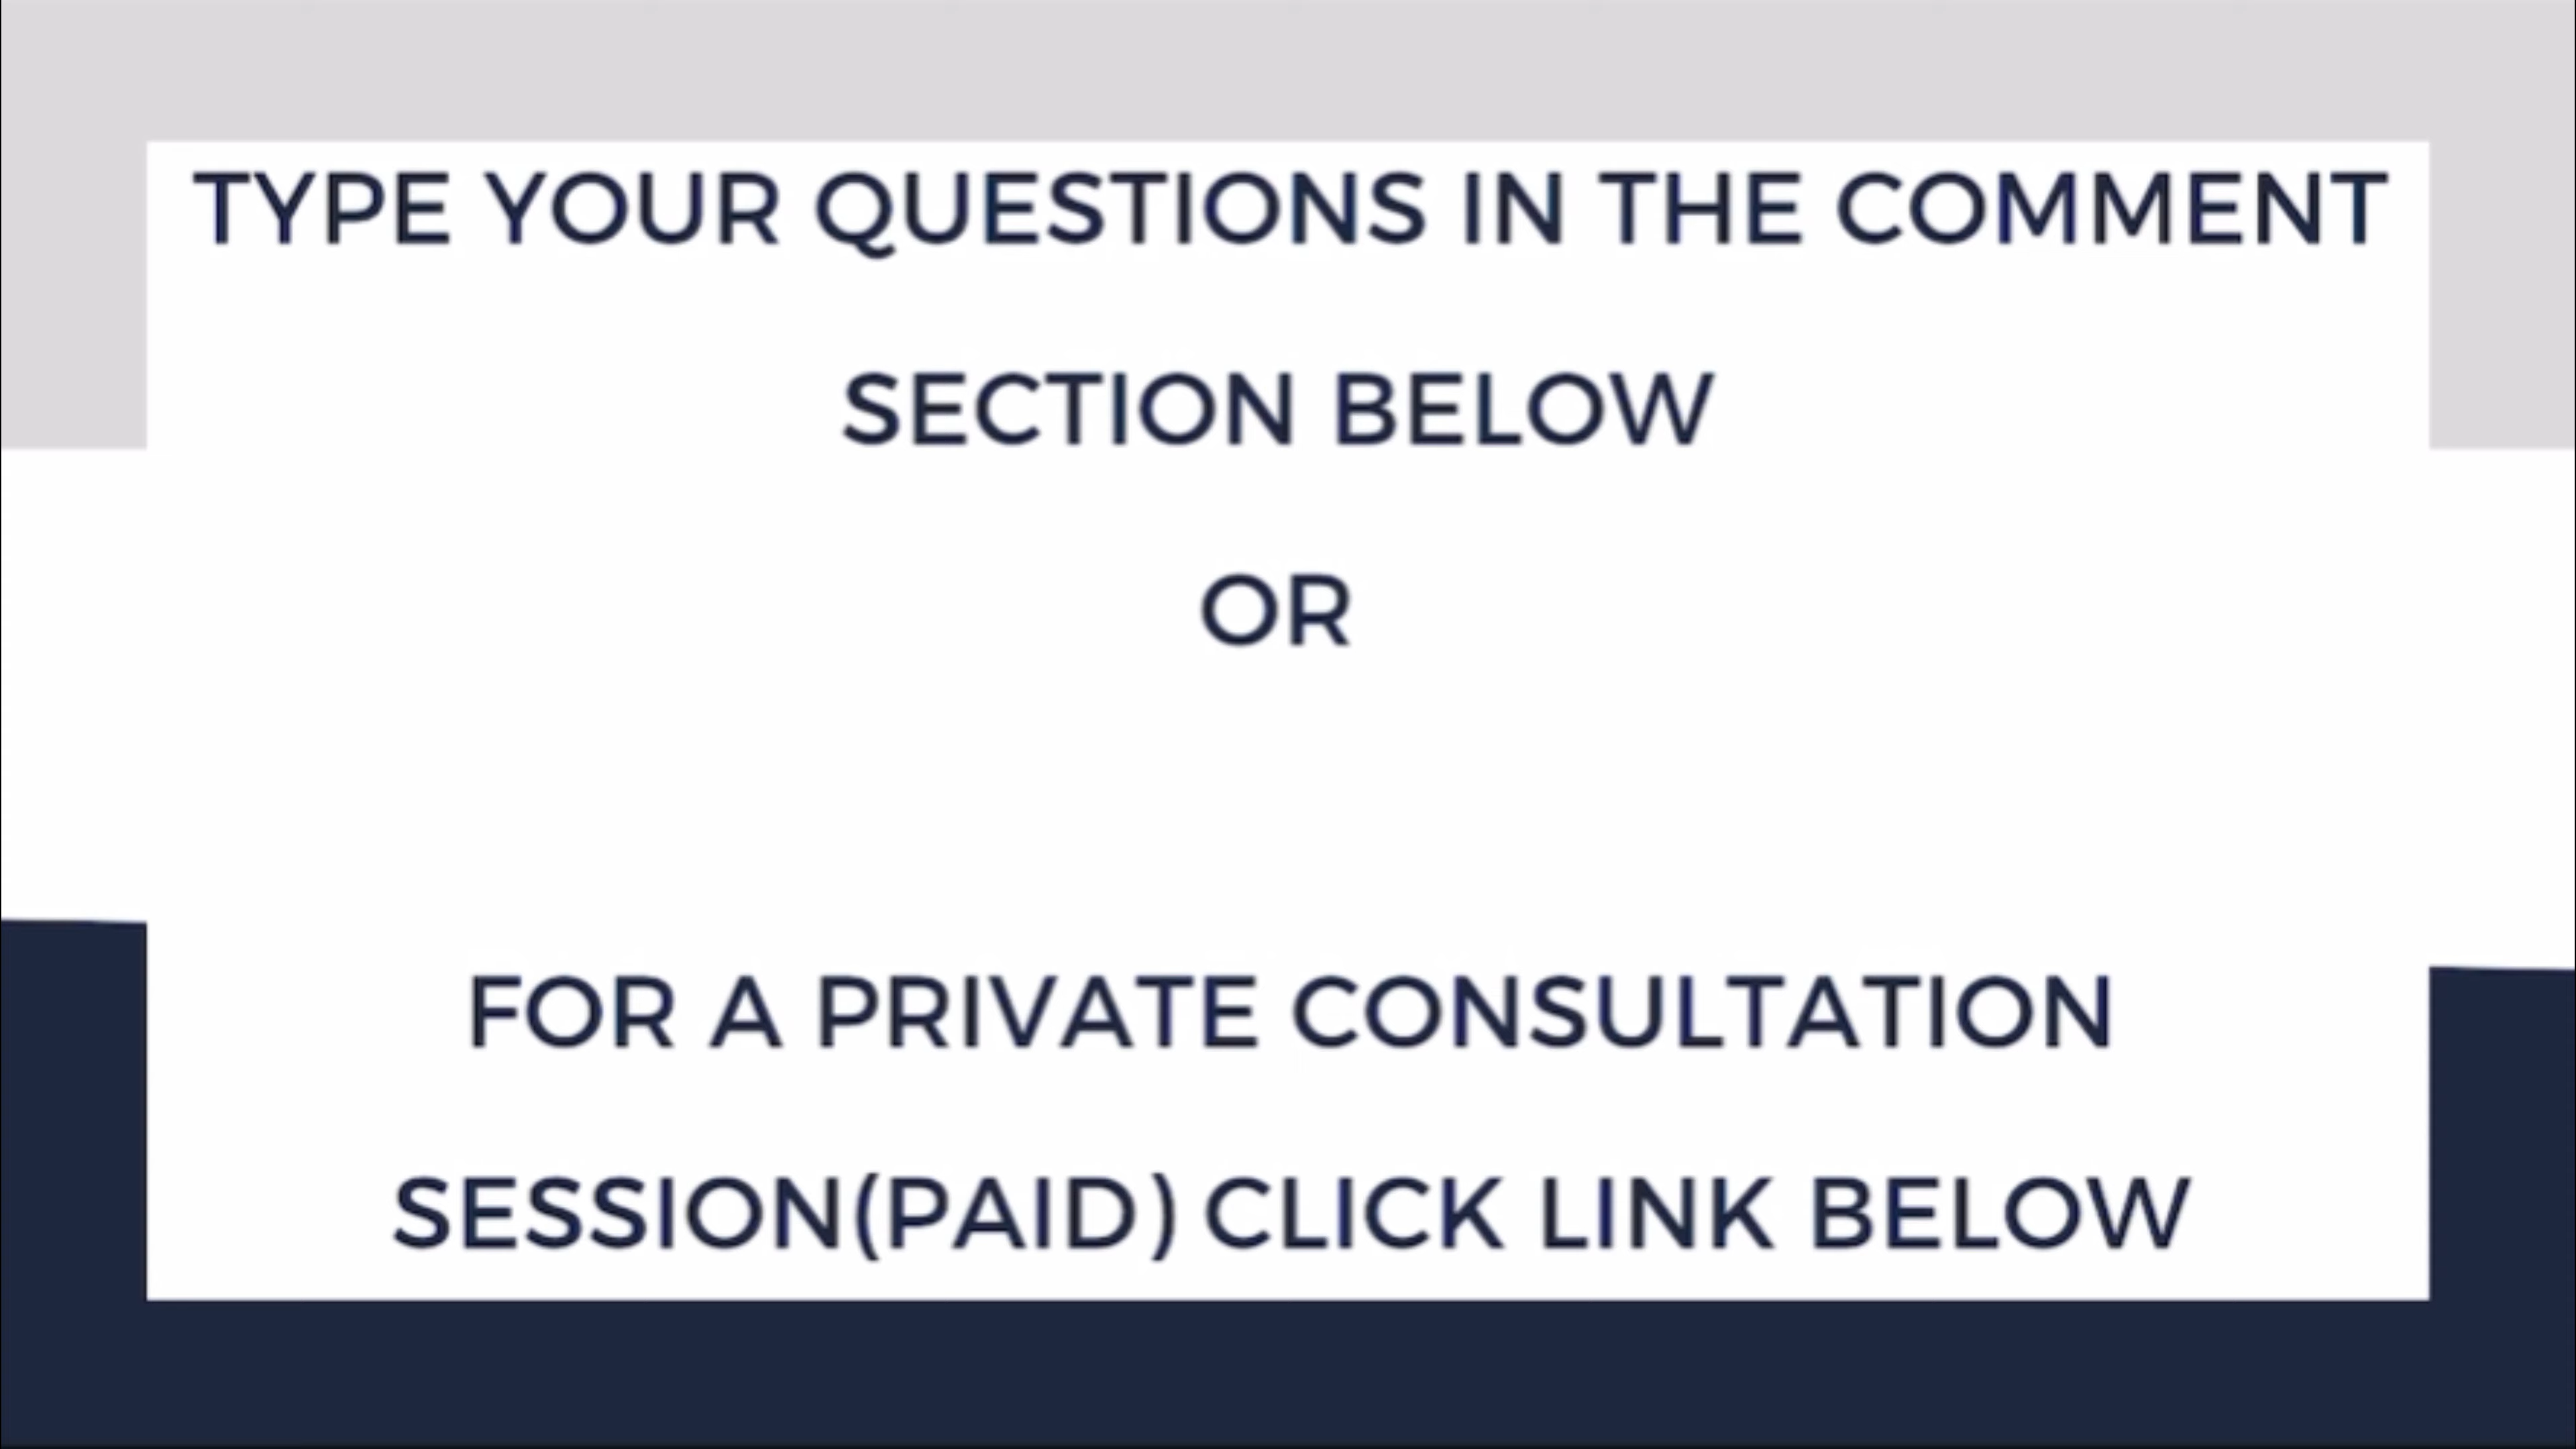 TYPE YOUR QUESTIONS IN THE COMMENT
SECTION BELOW
OR
FOR A PRIVATE CONSULTATION
SESSION(PAID) CLICK LINK BELOW